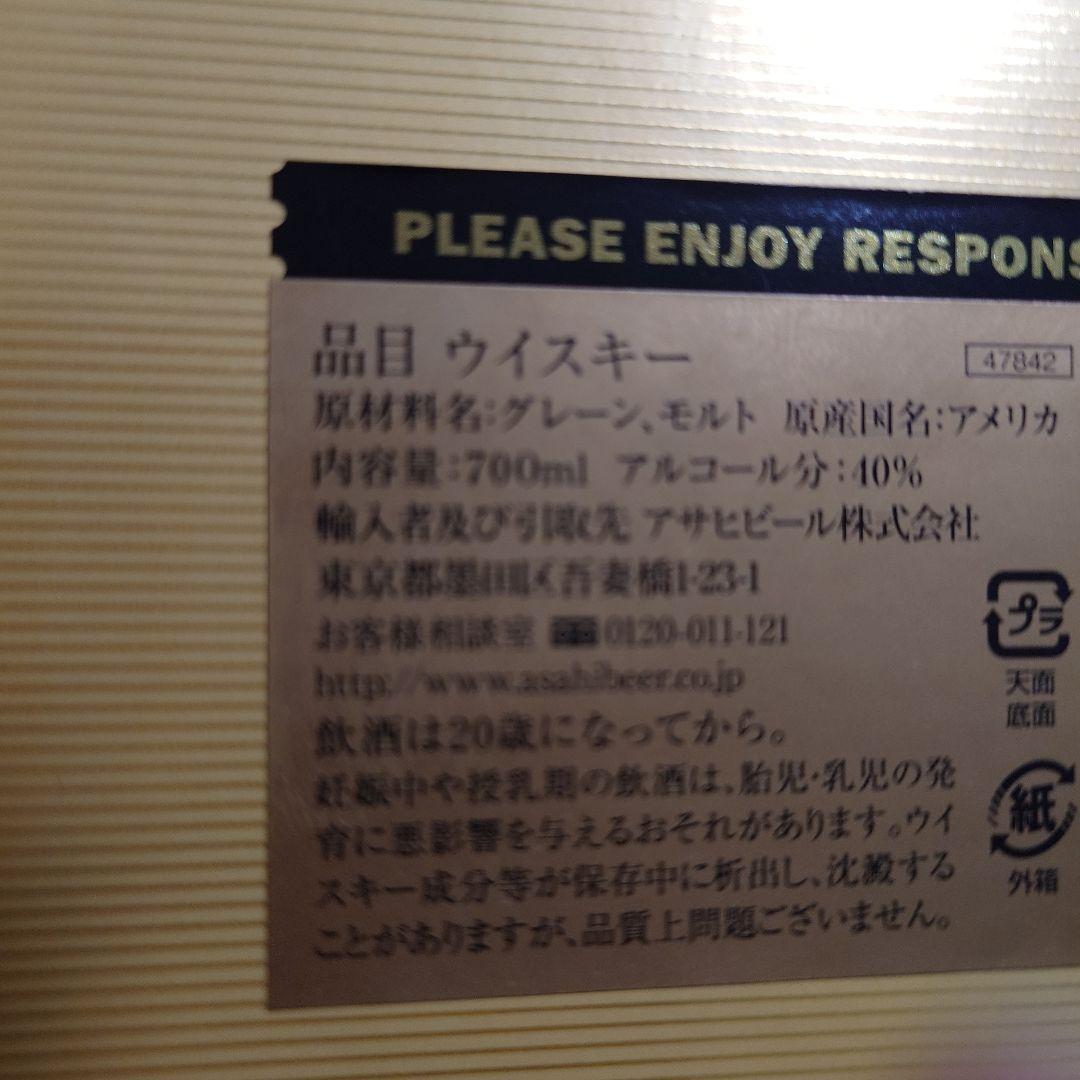 PLEASE ENJOY RESPONS
品目 ウイスキー 47842
原材料名:グレーン、モルト 原産国名:アメリカ
内容量:700ml アルコール分:40%
輸入者及び引取先 アサヒビール株式会社
東京都墨田区吾妻橋1-23-1
お客様相談室 0120-011-121
http://www.asahibeer.co.jp
飲酒は20歳になってから。
妊娠中や授乳期の飲酒は、胎児・乳児の発
育に悪影響を与えるおそれがあります。ウイ
スキー成分等が保存中に析出し、沈澱する
ことがありますが、品質上問題ございません。
プラ
天面
底面
紙
外箱